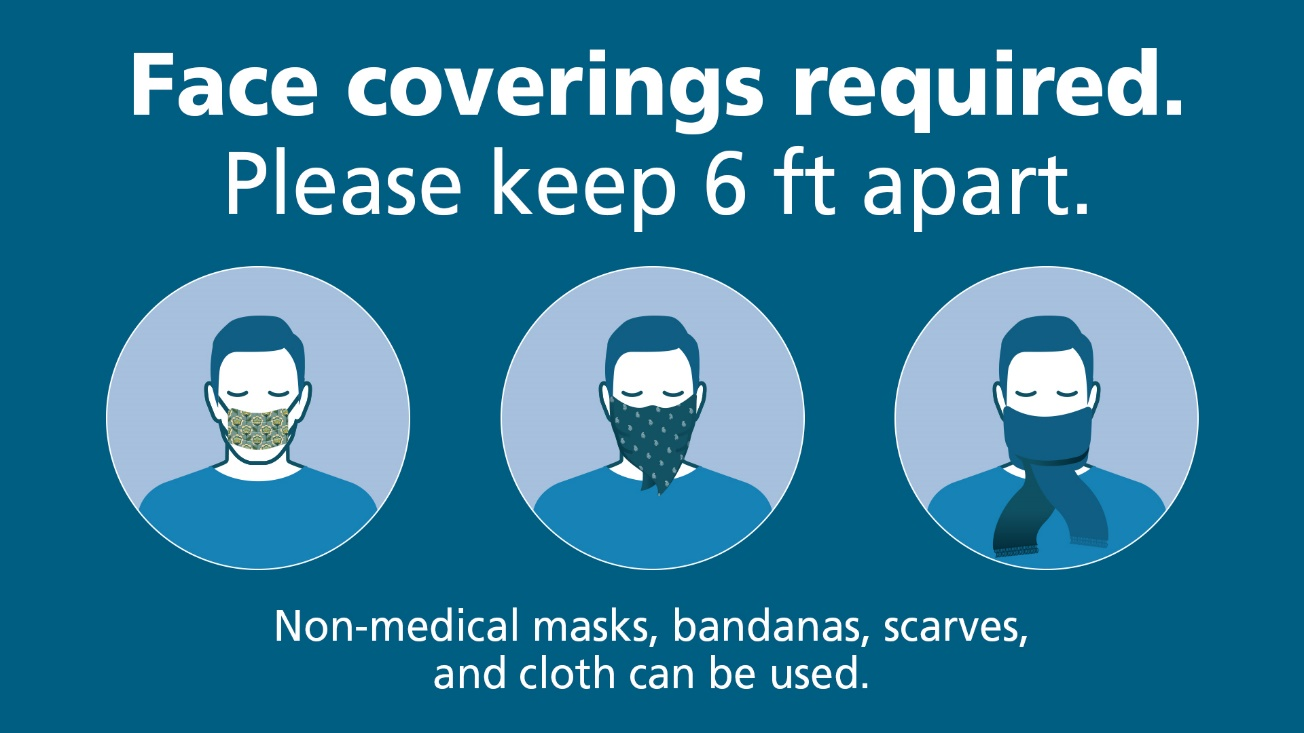 Face coverings required.
Please keep 6 ft apart.
Non-medical masks, bandanas, scarves,
and cloth can be used.